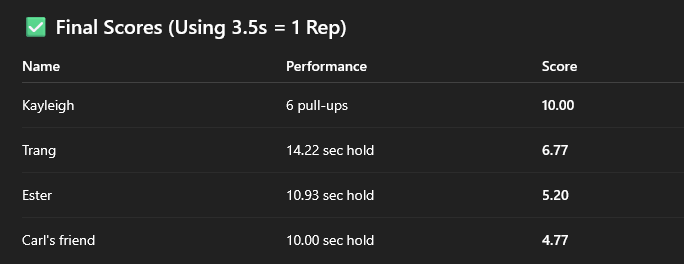 ✅ Final Scores (Using 3.5s = 1 Rep)
Name Performance Score
Kayleigh 6 pull-ups 10.00
Trang 14.22 sec hold 6.77
Ester 10.93 sec hold 5.20
Carl's friend 10.00 sec hold 4.77